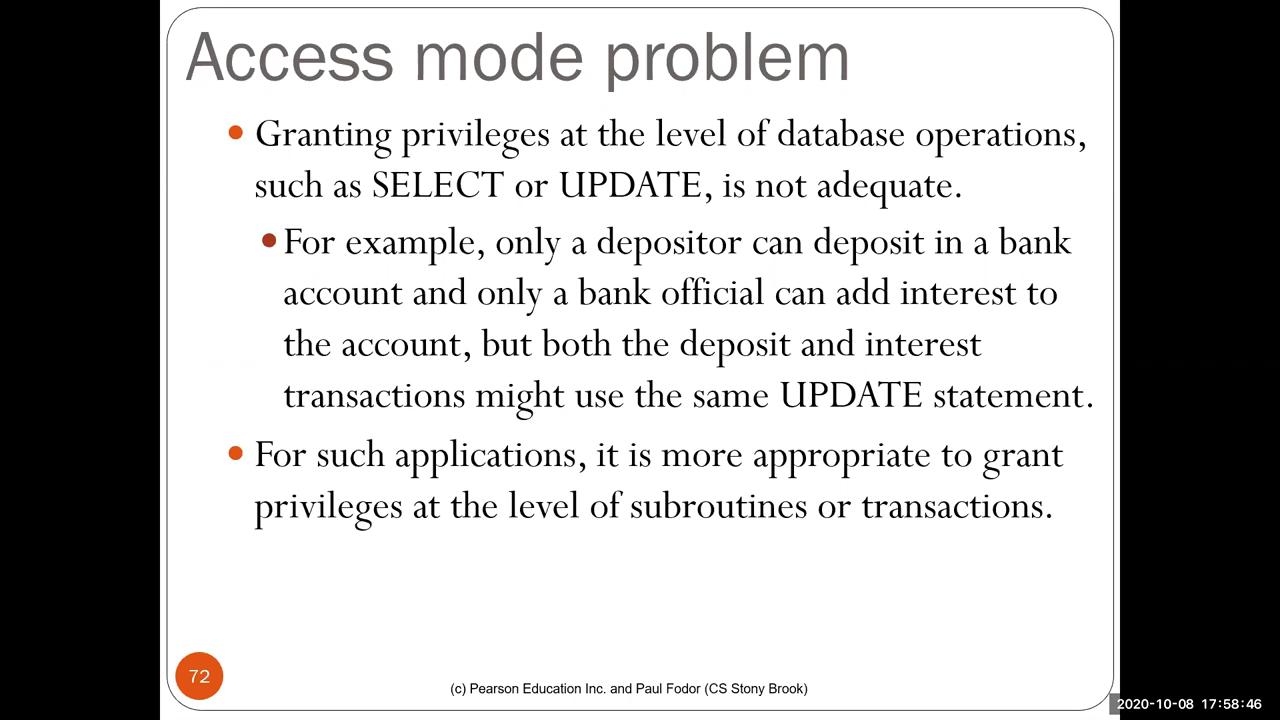 Access mode problem
Granting privileges at the level of database operations,
such as SELECT or UPDATE, is not adequate.
For example, only a depositor can deposit in a bank
account and only a bank official can add interest to
the account, but both the deposit and interest
transactions might use the same UPDATE statement.
For such applications, it is more appropriate to grant
privileges at the level of subroutines or transactions.
72
(c) Pearson Education Inc. and Paul Fodor (CS Stony Brook)
2020-10-08 17:58:46